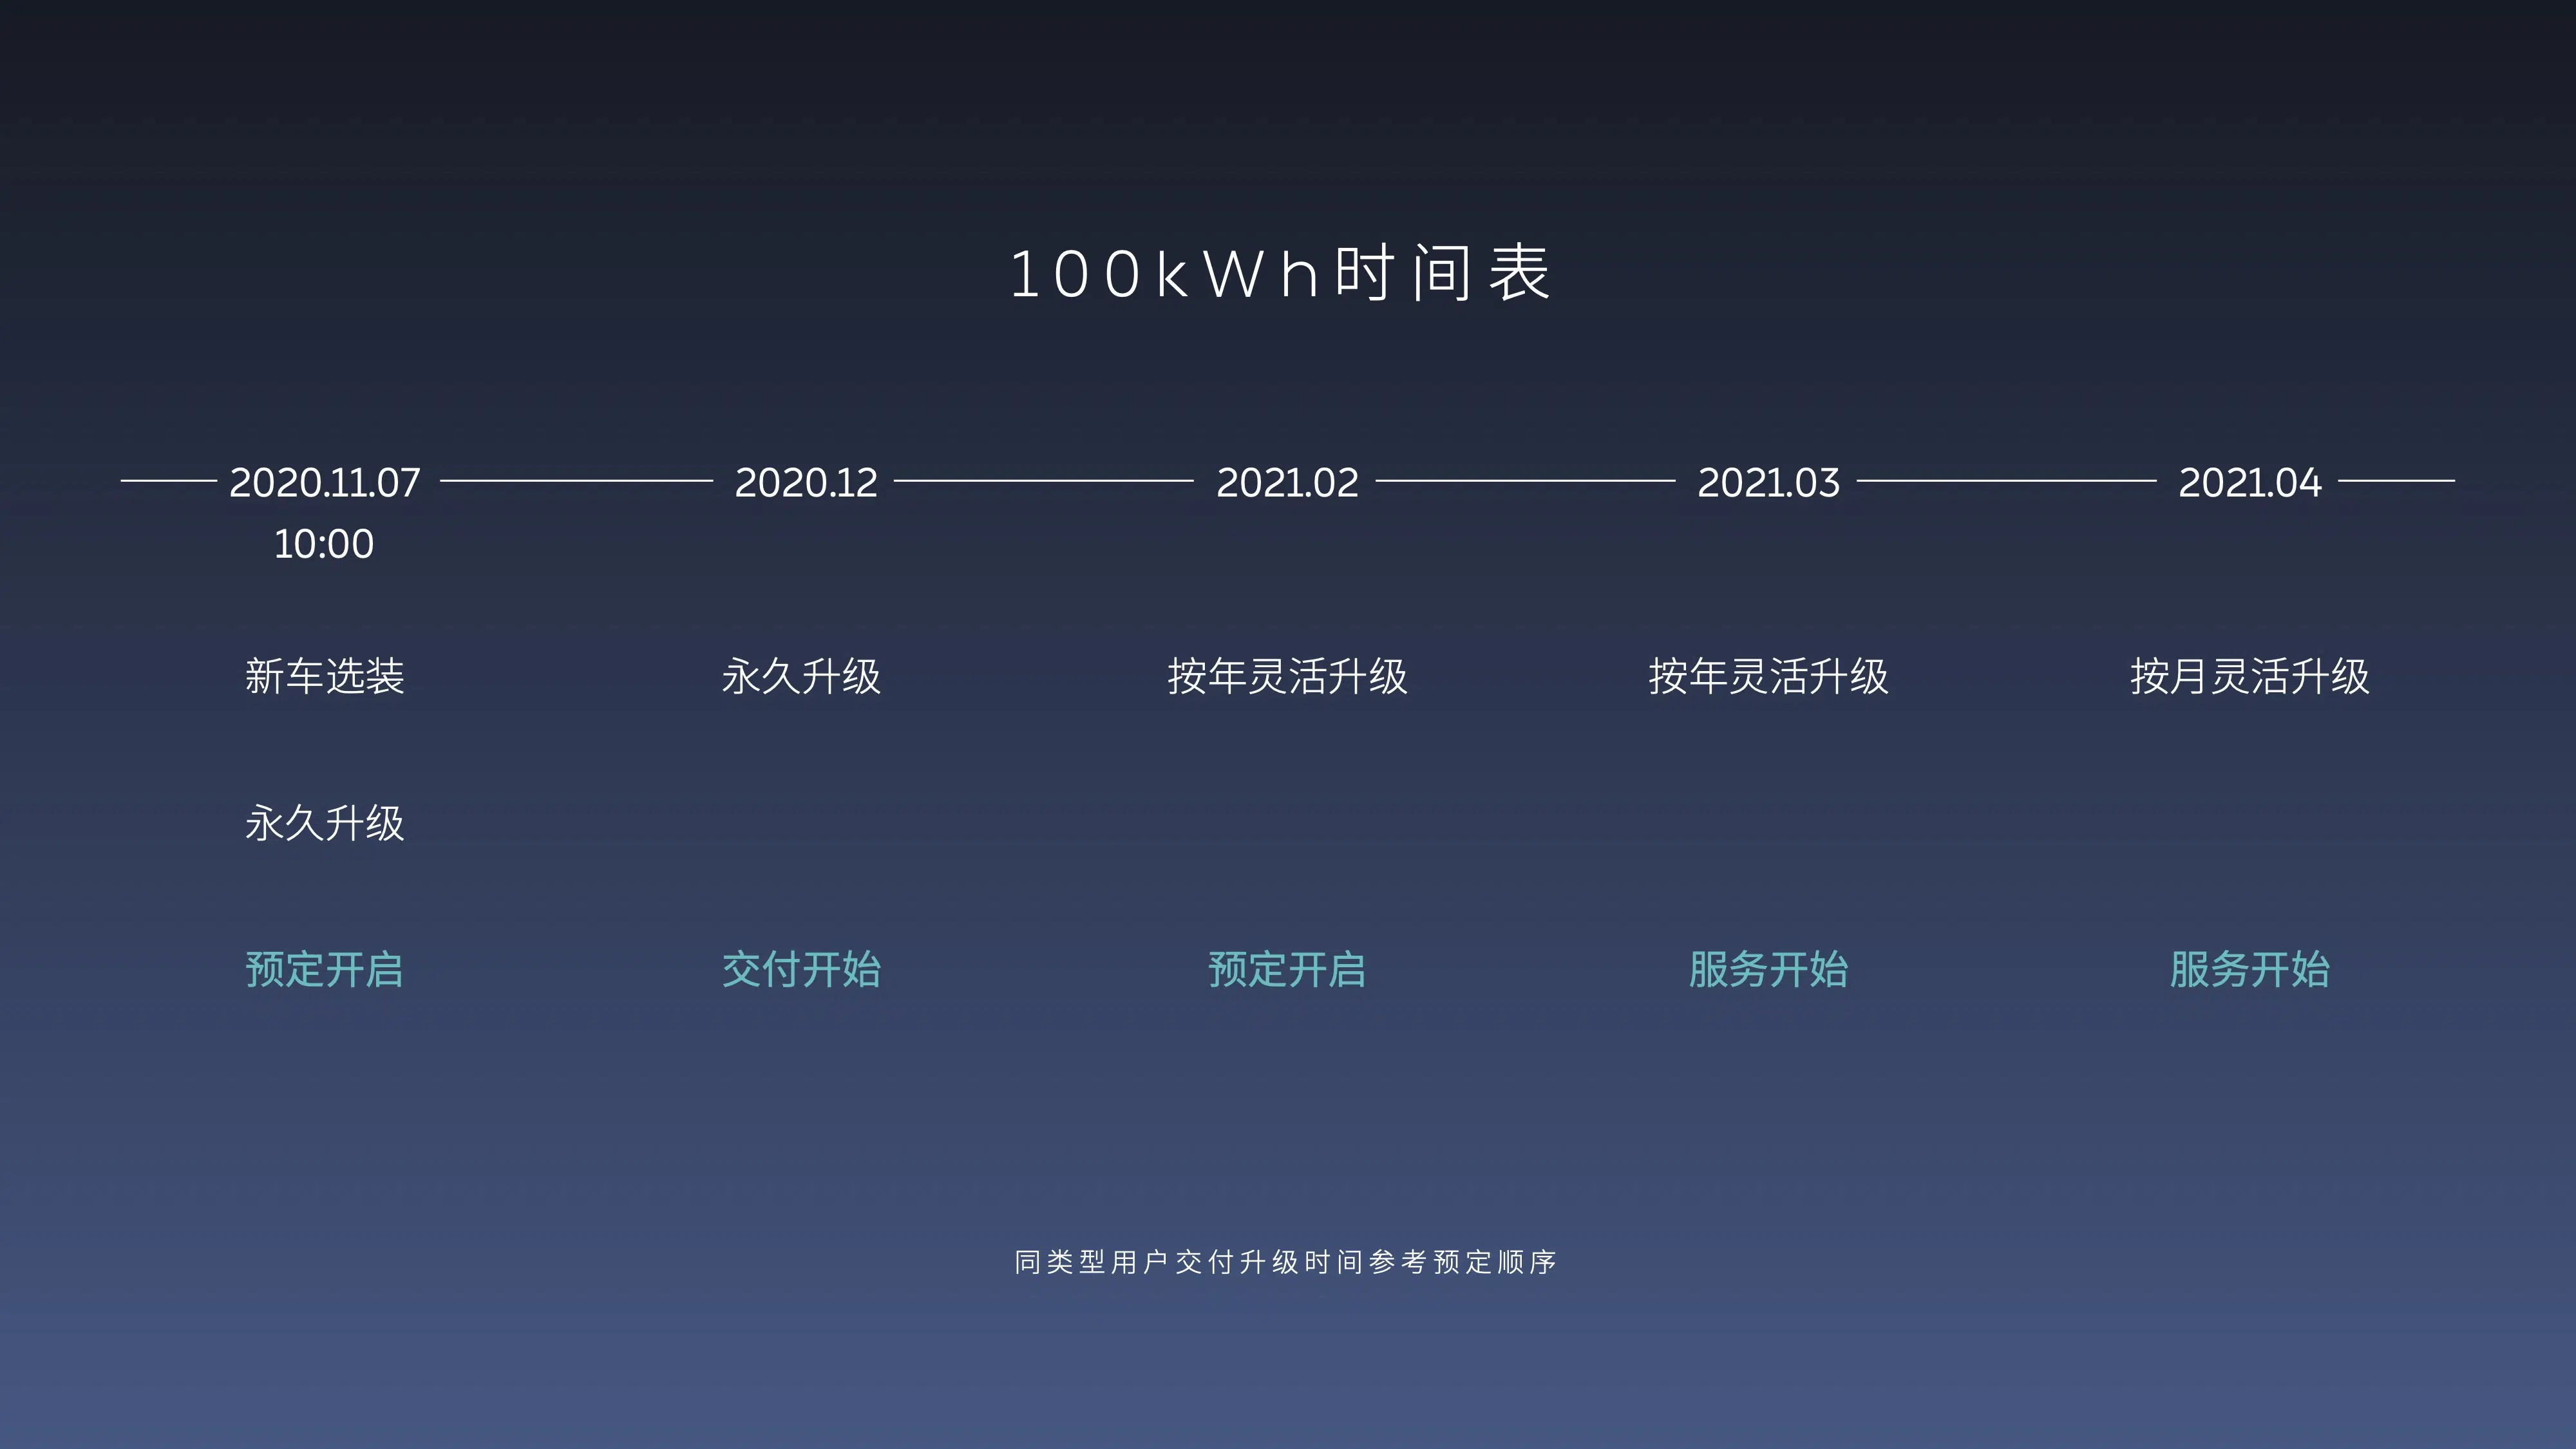 100kWh时间表
2020.11.07
10:00
新车选装
永久升级
预定开启
2020.12
永久升级
交付开始
2021.02
按年灵活升级
预定开启
2021.03
按年灵活升级
服务开始
2021.04
按月灵活升级
服务开始
同类型用户交付升级时间参考预定顺序